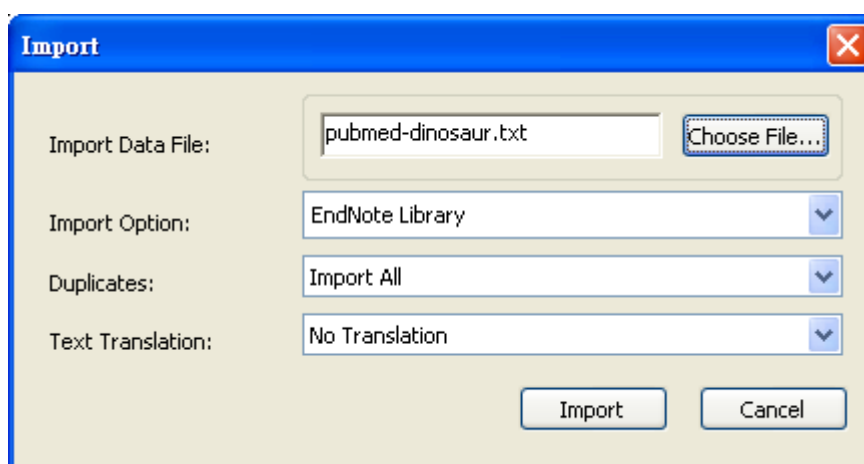 Import
Import Data File:
pubmed-dinosaur.txt
Choose File...
Import Option:
EndNote Library
Duplicates:
Import All
Text Translation:
No Translation
Import
Cancel